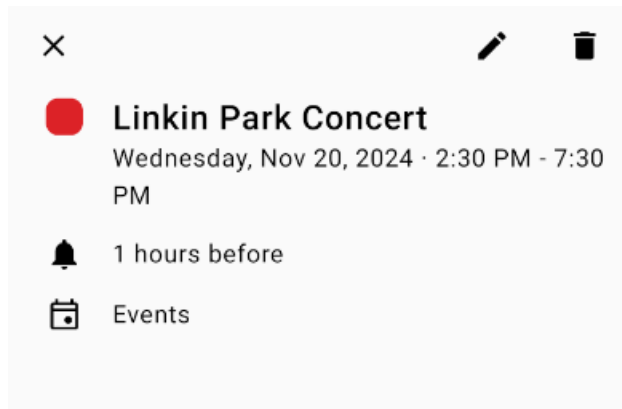 Linkin Park Concert
Wednesday, Nov 20, 2024 · 2:30 PM - 7:30
PM
1 hours before
Events